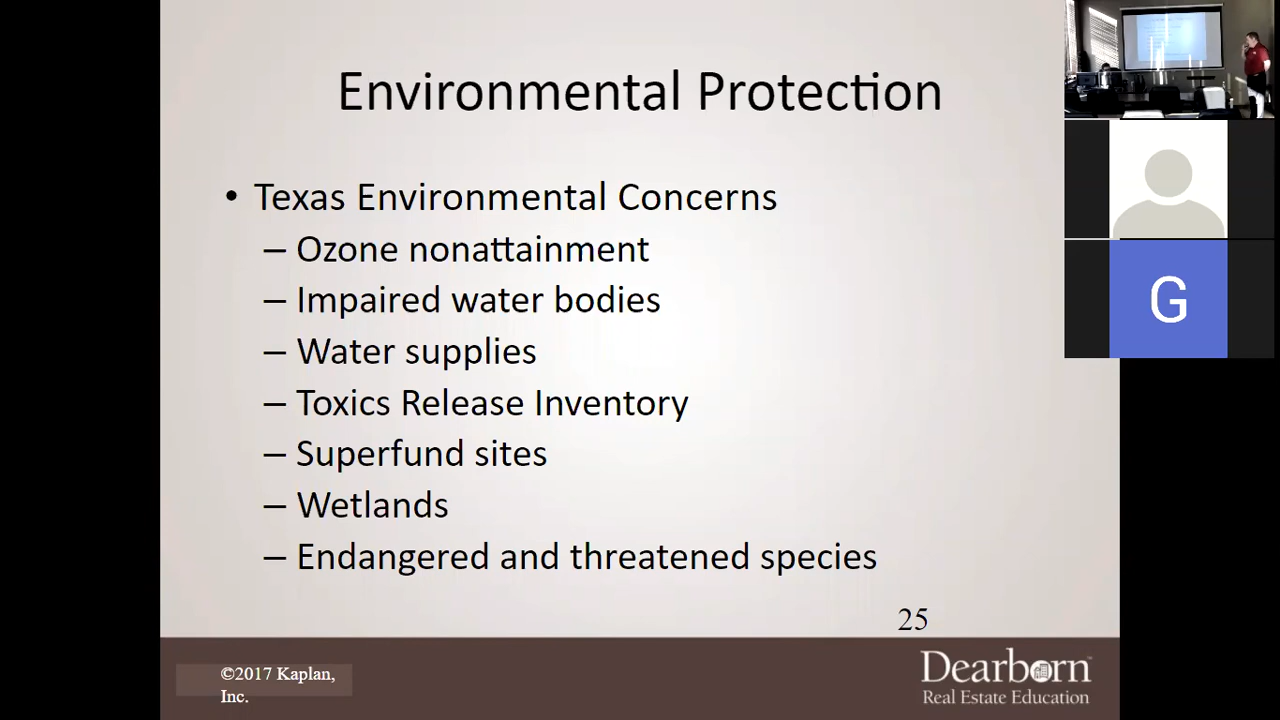 Environmental Protection
• Texas Environmental Concerns
– Ozone nonattainment
– Impaired water bodies
– Water supplies
– Toxics Release Inventory
– Superfund sites
– Wetlands
– Endangered and threatened species
25
©2017 Kaplan,
Inc.
Dearborn
Real Estate Education
G